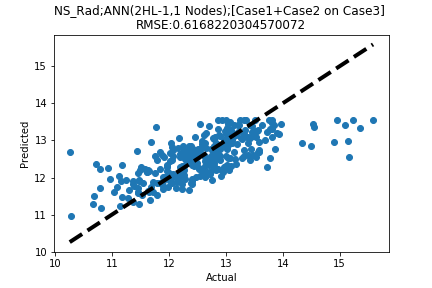 NS_Rad;ANN(2HL-1,1 Nodes);[Case1+Case2 on Case3]
RMSE:0.6168220304570072
15
14
13
12
11
10
Predicted
10 11 12 13 14 15
Actual